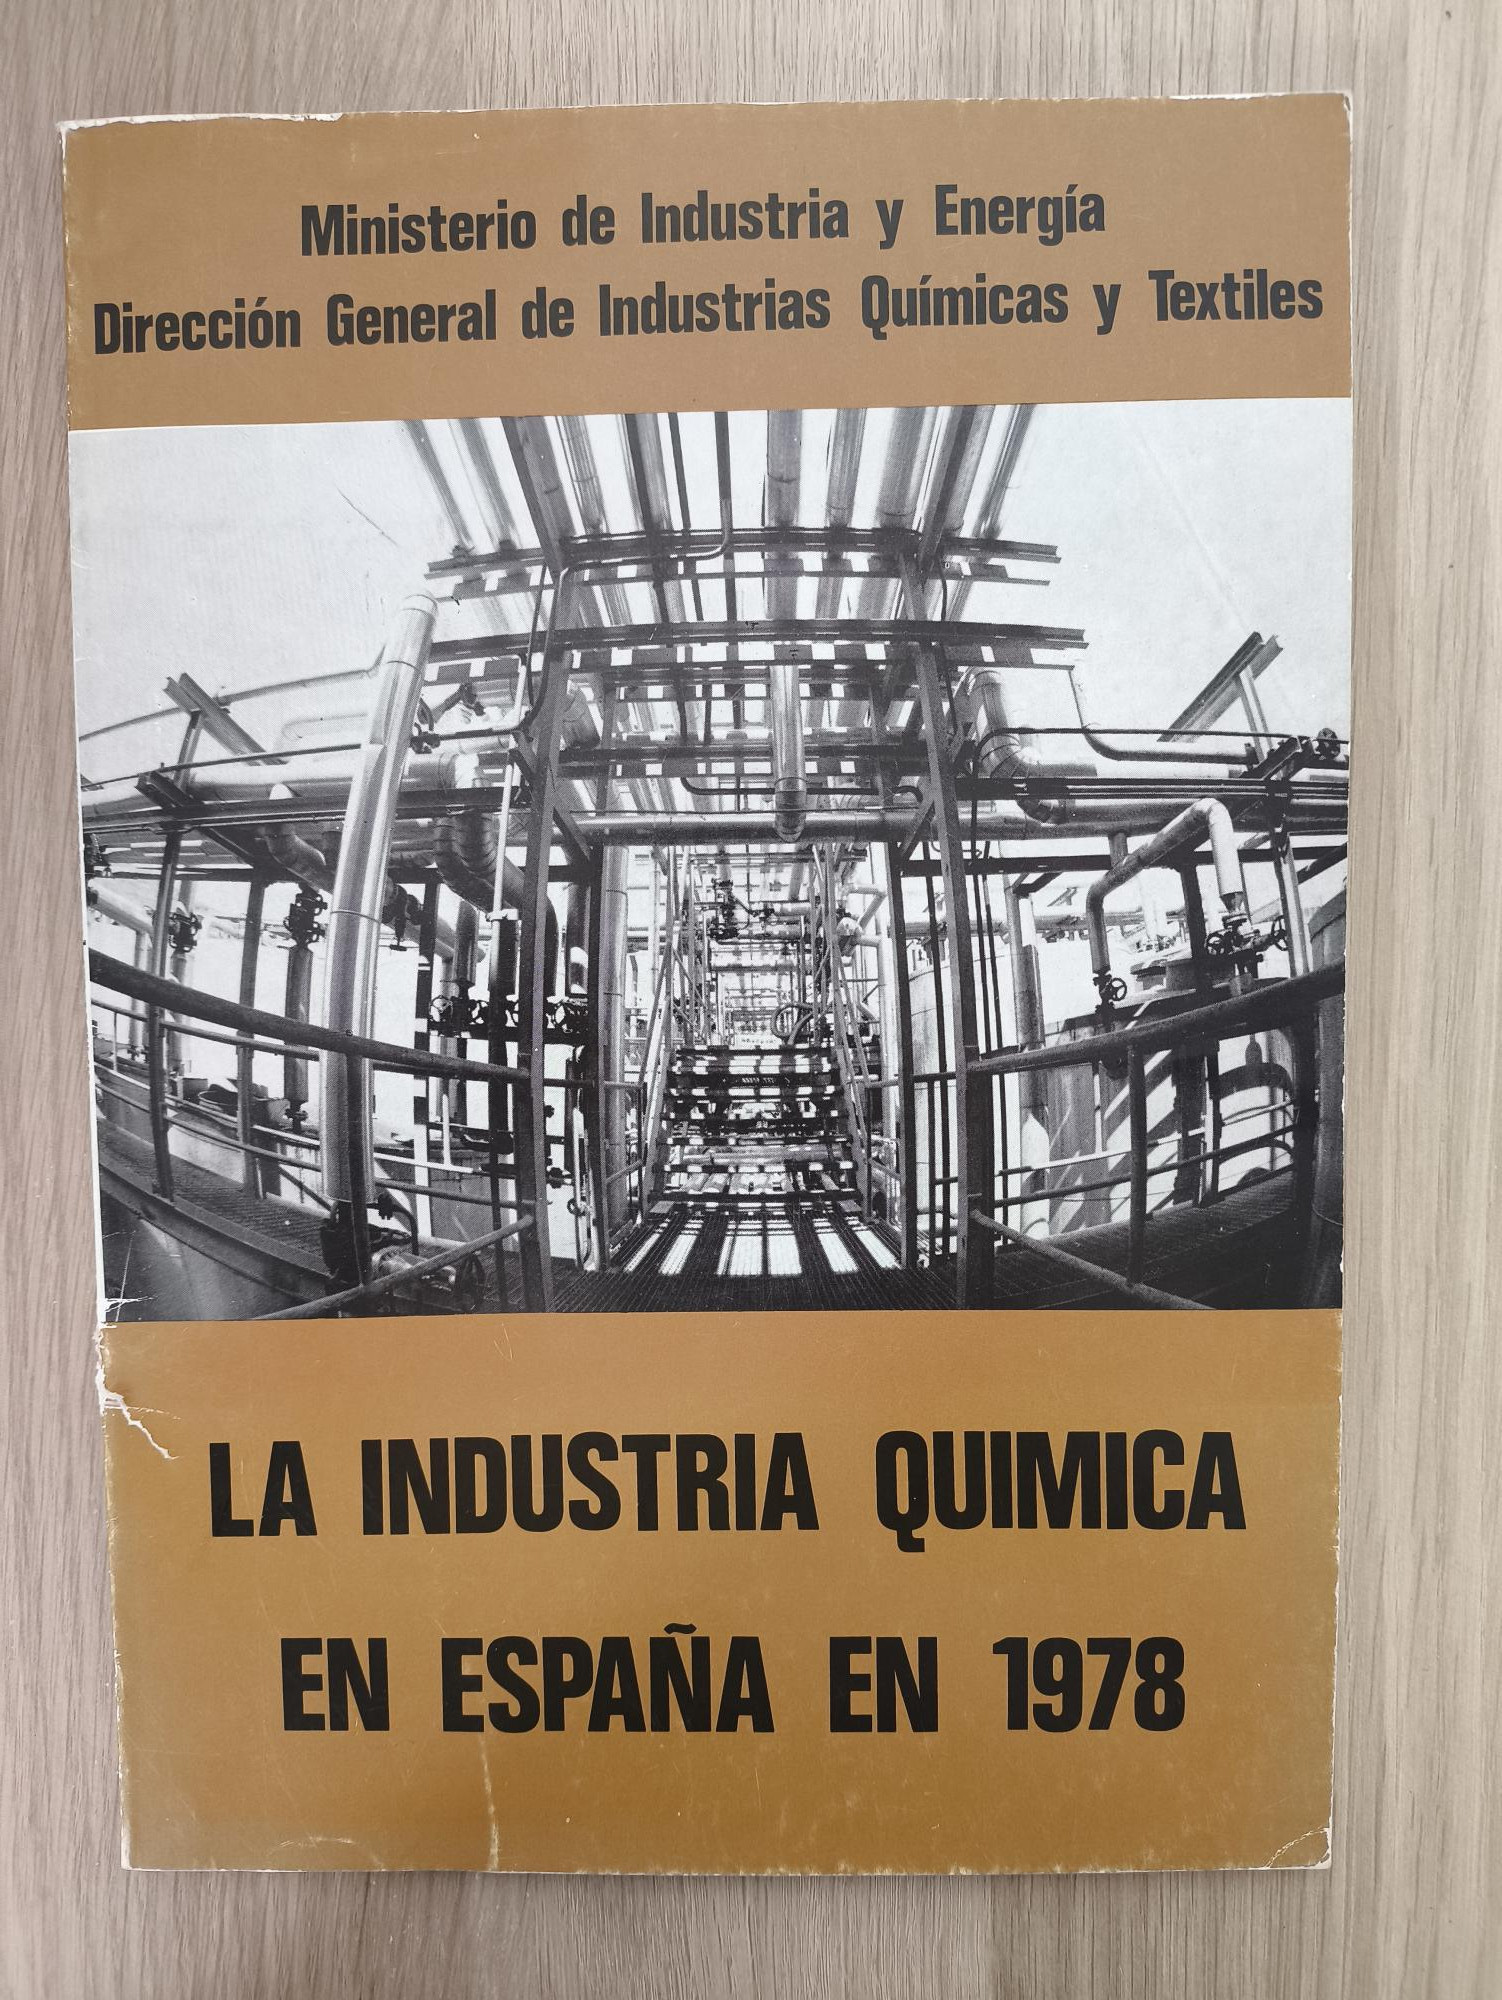 Ministerio de Industria y Energía
Dirección General de Industrias Químicas y Textiles
LA INDUSTRIA QUIMICA
EN ESPAÑA EN 1978